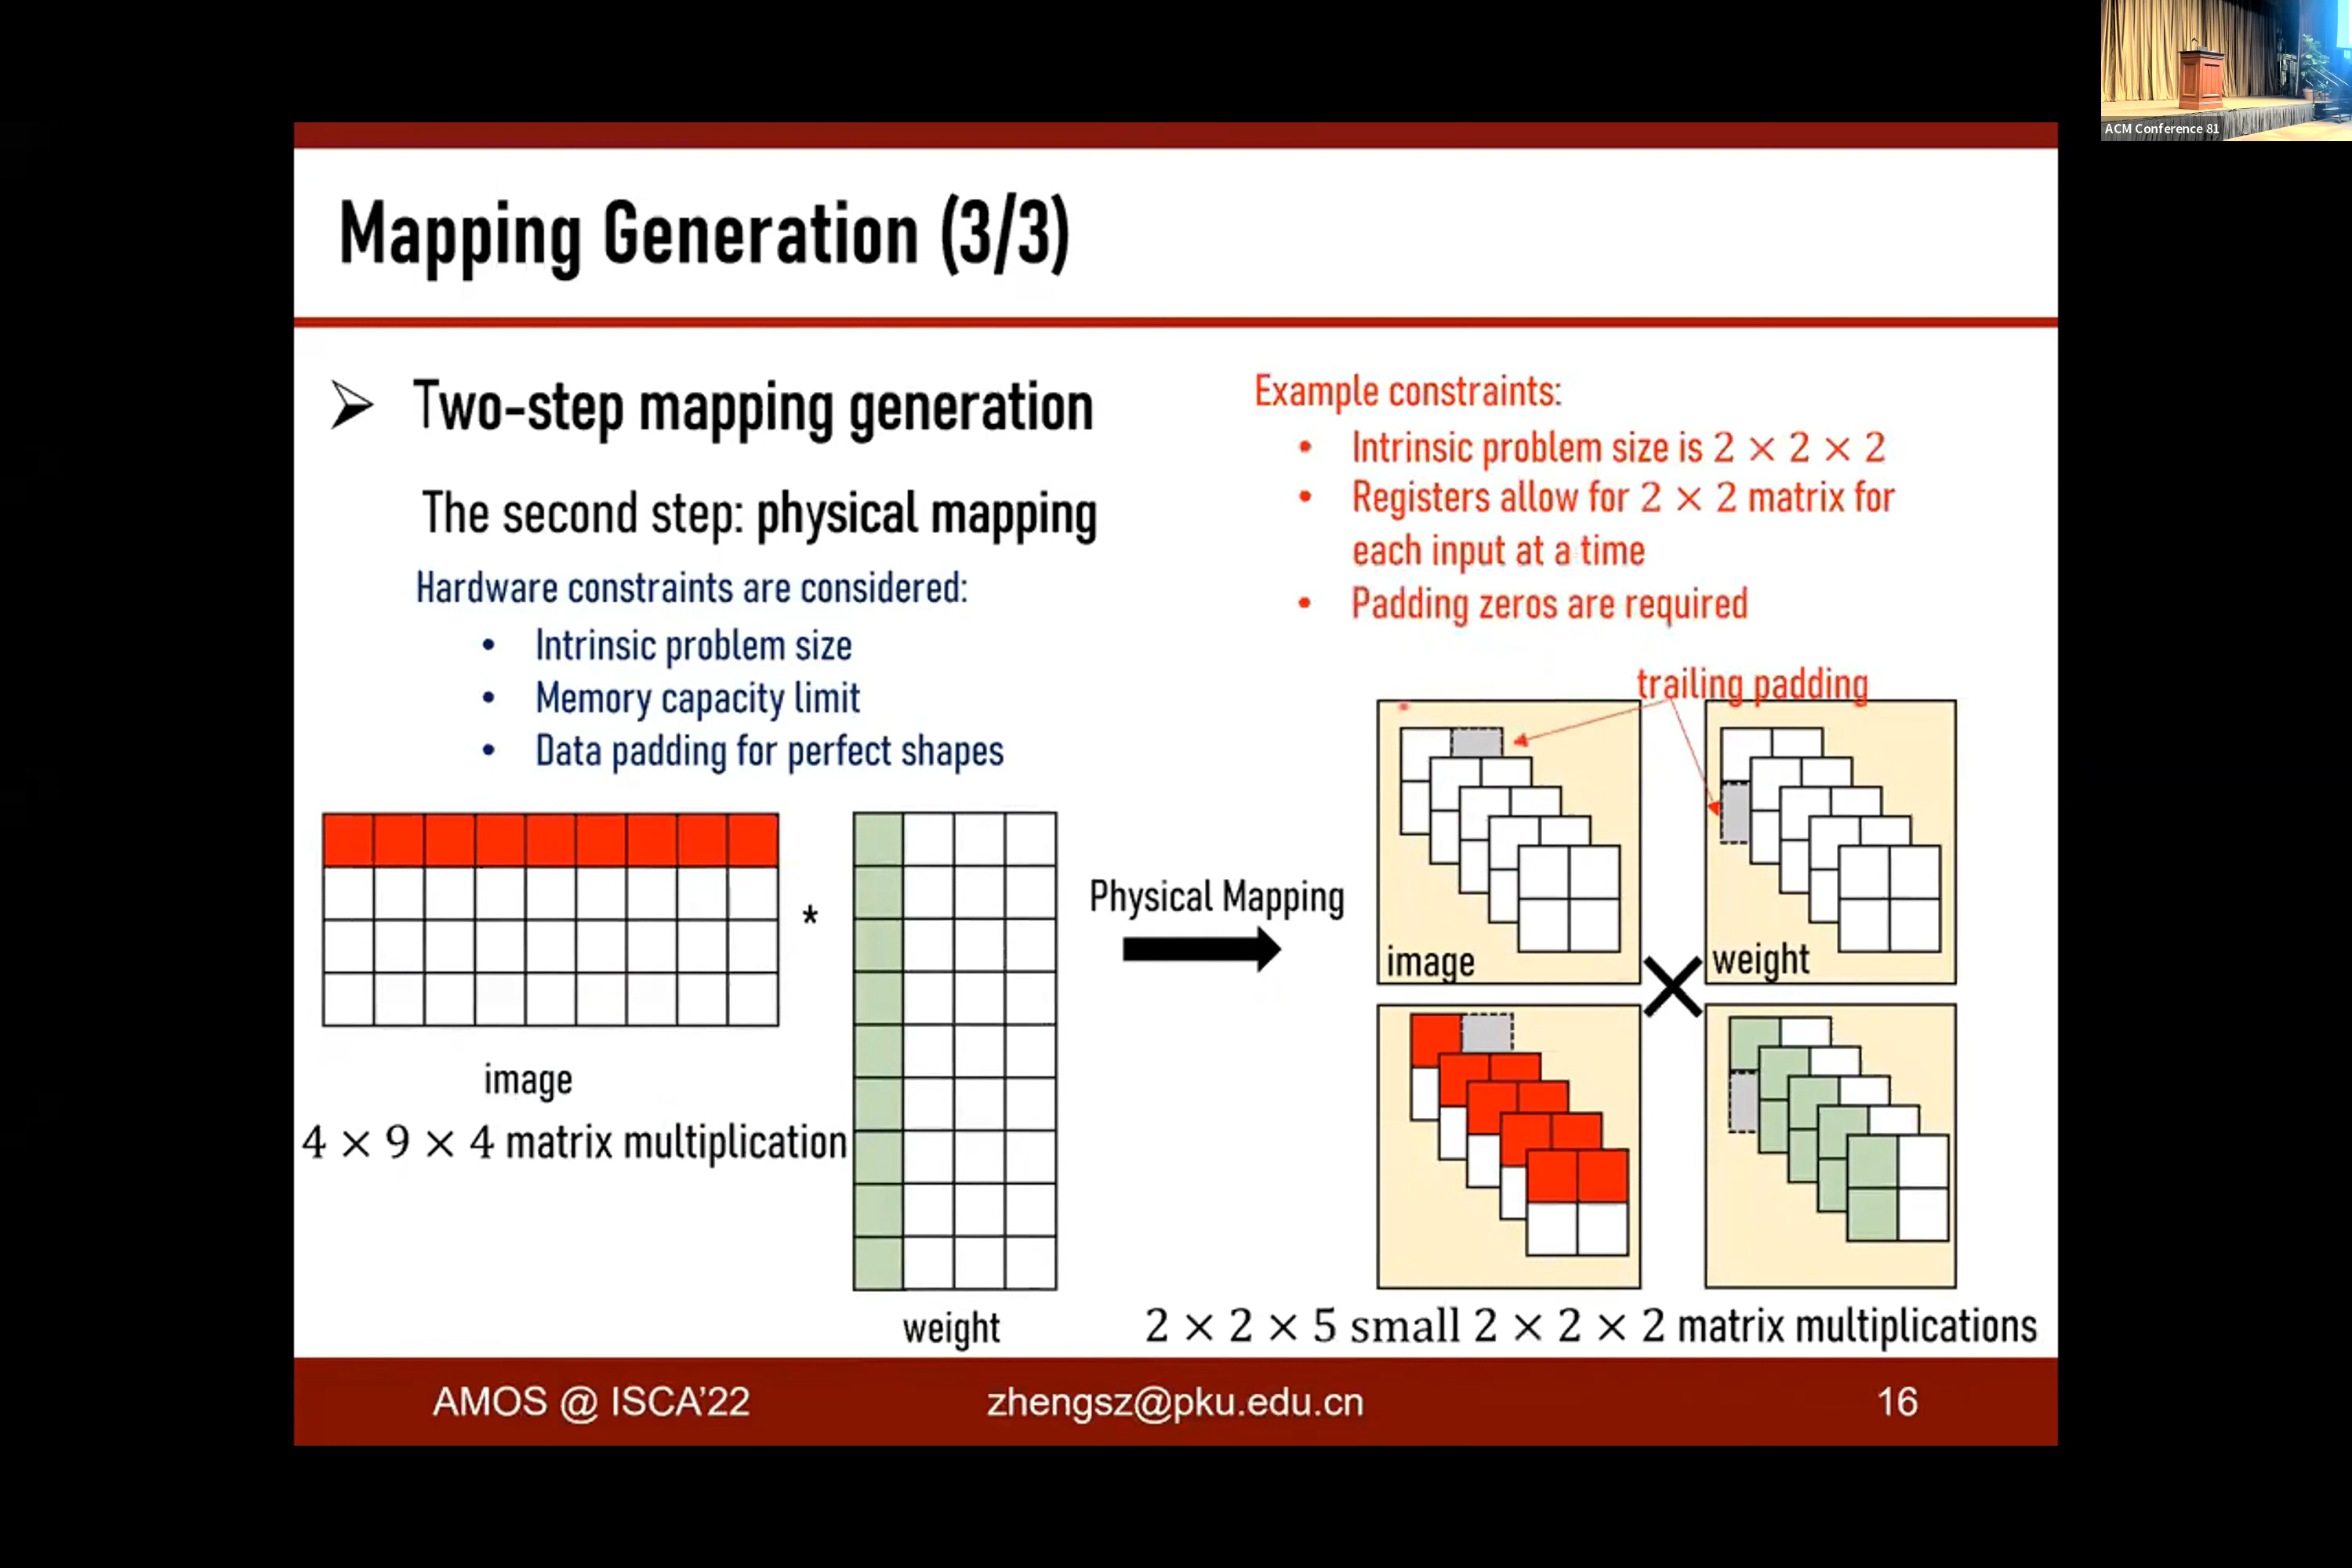 ACM Conference 81
Mapping Generation (3/3)
Two-step mapping generation
The second step: physical mapping
Hardware constraints are considered:
• Intrinsic problem size
• Memory capacity limit
• Data padding for perfect shapes
Example constraints:
• Intrinsic problem size is 2 × 2 × 2
• Registers allow for 2 × 2 matrix for
each input at a time
• Padding zeros are required
trailing padding
*
image
4 × 9 × 4 matrix multiplication
weight
Physical Mapping
image
weight
×
2 × 2 × 5 small 2 × 2 × 2 matrix multiplications
AMOS @ ISCA’22
zhengsz@pku.edu.cn
16